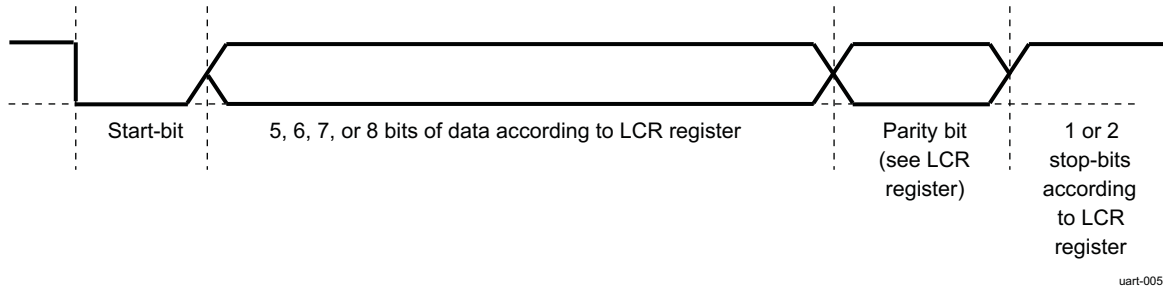 Start-bit
5, 6, 7, or 8 bits of data according to LCR register
Parity bit
(see LCR
register)
1 or 2
stop-bits
according
to LCR
register
uart-005